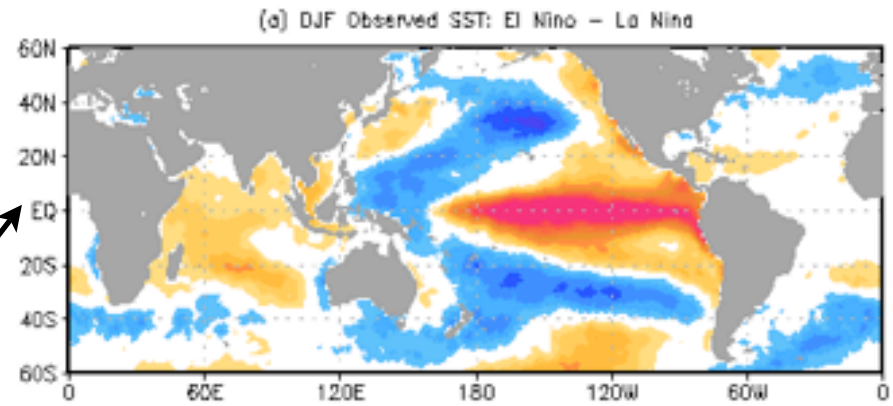 (a) DJF Observed SST: El Nino – La Nina
60N
40N
20N
EQ
20S
40S
60S
0 60E 120E 180 120W 60W 0